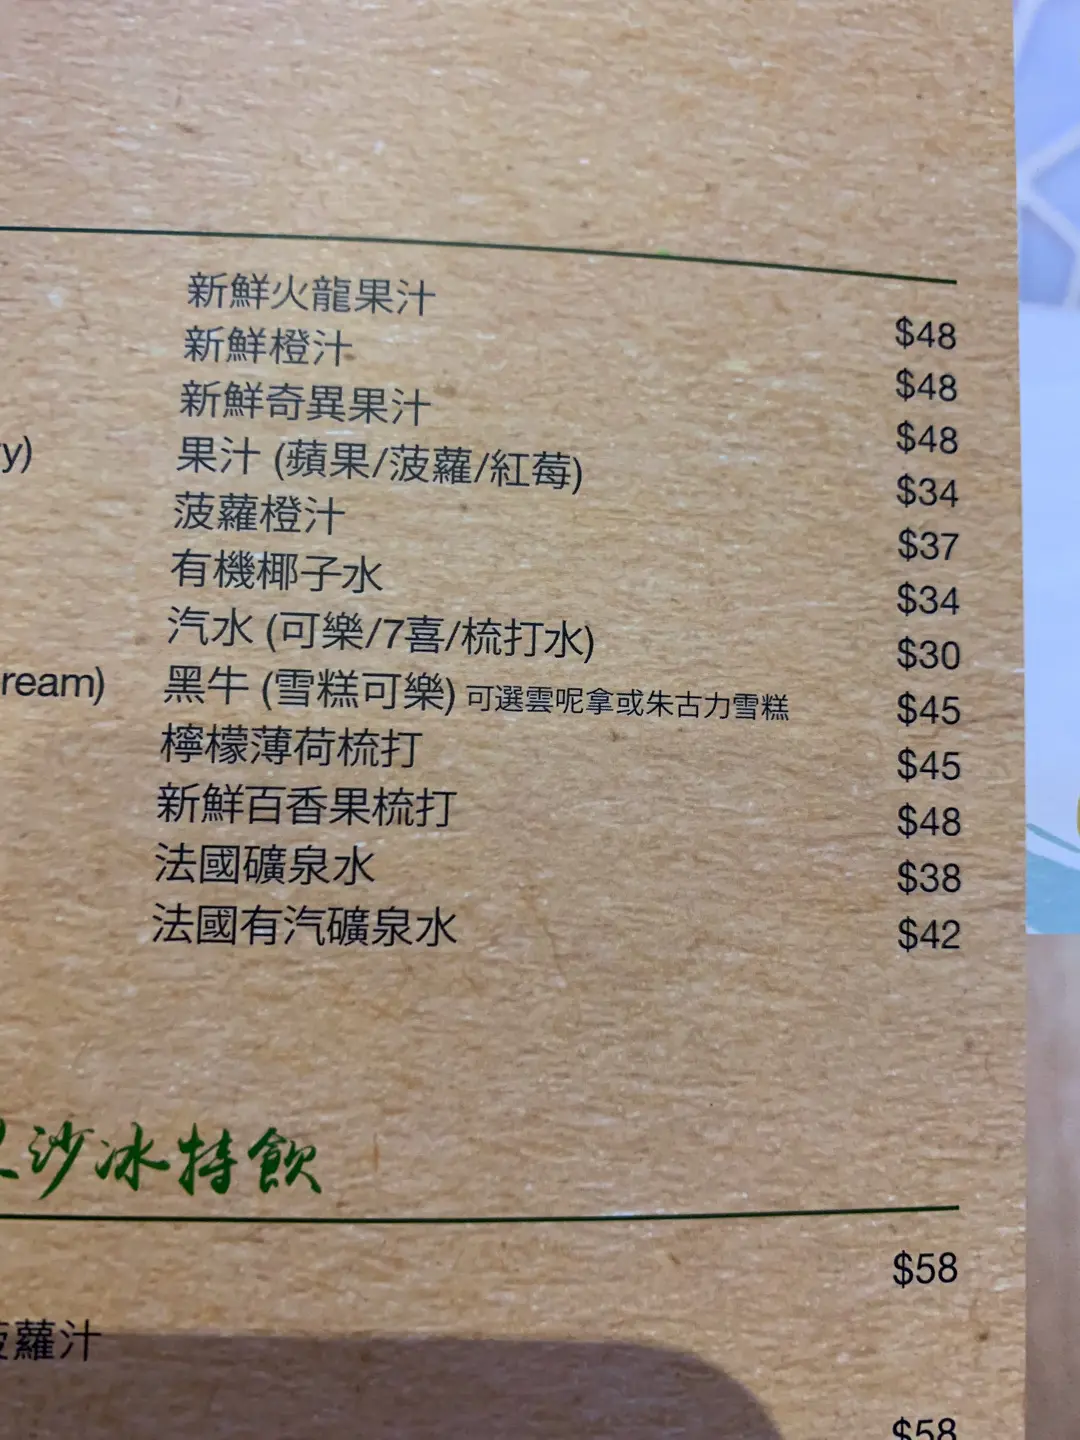 新鮮火龍果汁 $48
新鮮橙汁 $48
新鮮奇異果汁 $48
y) 果汁 (蘋果/菠蘿/紅莓) $34
菠蘿橙汁 $37
有機椰子水 $34
汽水 (可樂/7喜/梳打水) $30
ream) 黑牛 (雪糕可樂) 可選雲呢拿或朱古力雪糕 $45
檸檬薄荷梳打 $45
新鮮百香果梳打 $48
法國礦泉水 $38
法國有汽礦泉水 $42
沙冰特飲
$58
蘿汁
$58